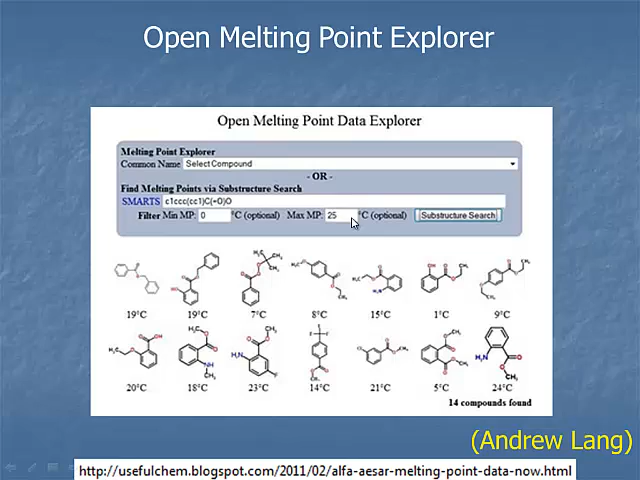 Open Melting Point Explorer
Open Melting Point Data Explorer
Melting Point Explorer
Common Name Select Compound
- OR -
Find Melting Points via Substructure Search
SMARTS c1ccc(cc1)C(=O)O
Filter Min MP: 0 °C (optional) Max MP: 25 °C (optional) Substructure Search
19°C 19°C 7°C 8°C 15°C 1°C 9°C
20°C 18°C 23°C 14°C 21°C 5°C 24°C
14 compounds found
(Andrew Lang)
http://usefulchem.blogspot.com/2011/02/alfa-aesar-melting-point-data-now.html